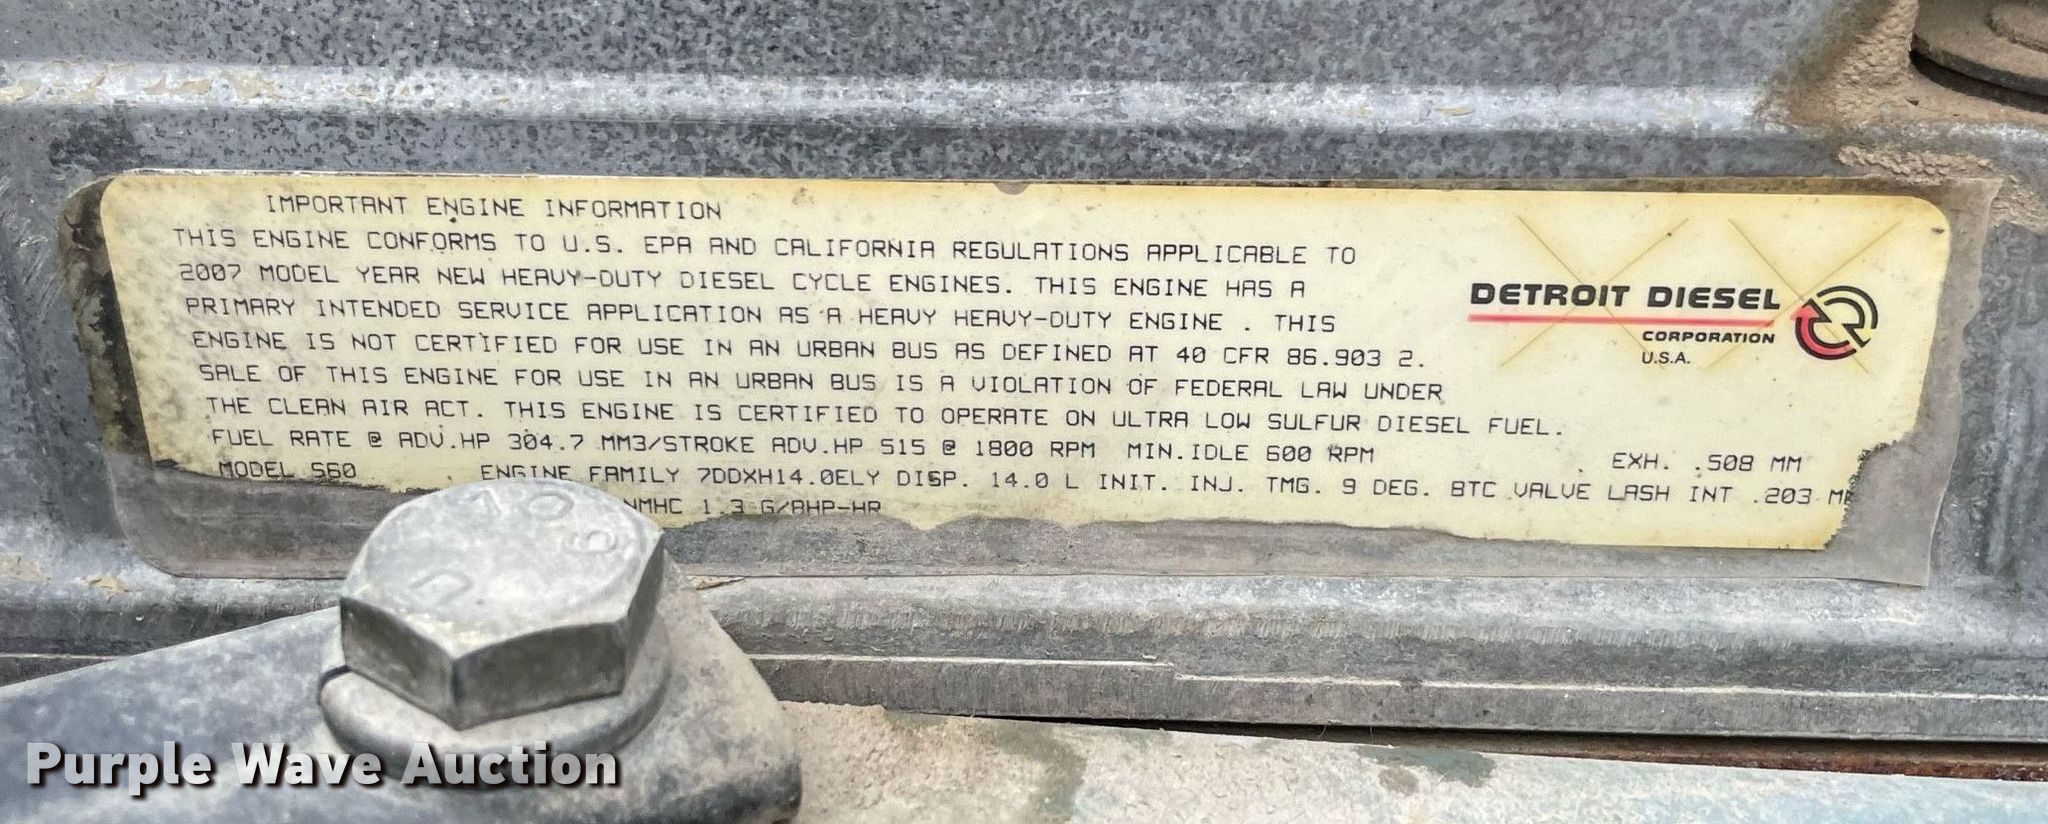 IMPORTANT ENGINE INFORMATION
THIS ENGINE CONFORMS TO U.S. EPA AND CALIFORNIA REGULATIONS APPLICABLE TO
2007 MODEL YEAR NEW HEAVY-DUTY DIESEL CYCLE ENGINES. THIS ENGINE HAS A
PRIMARY INTENDED SERVICE APPLICATION AS A HEAVY HEAVY-DUTY ENGINE . THIS
ENGINE IS NOT CERTIFIED FOR USE IN AN URBAN BUS AS DEFINED AT 40 CFR 86.903 2.
SALE OF THIS ENGINE FOR USE IN AN URBAN BUS IS A VIOLATION OF FEDERAL LAW UNDER
THE CLEAN AIR ACT. THIS ENGINE IS CERTIFIED TO OPERATE ON ULTRA LOW SULFUR DIESEL FUEL.
FUEL RATE @ ADV.HP 304.7 MM3/STROKE ADV.HP 515 @ 1800 RPM MIN.IDLE 600 RPM . EXH. .508 MM
MODEL S60 . ENGINE FAMILY 7DDXH14.0ELY DISP. 14.0 L INIT. INJ. TMG. 9 DEG. BTC VALVE LASH INT .203 MM
NMHC 1.3 G/BHP-HR
DETROIT DIESEL
CORPORATION
U.S.A.
Purple Wave Auction